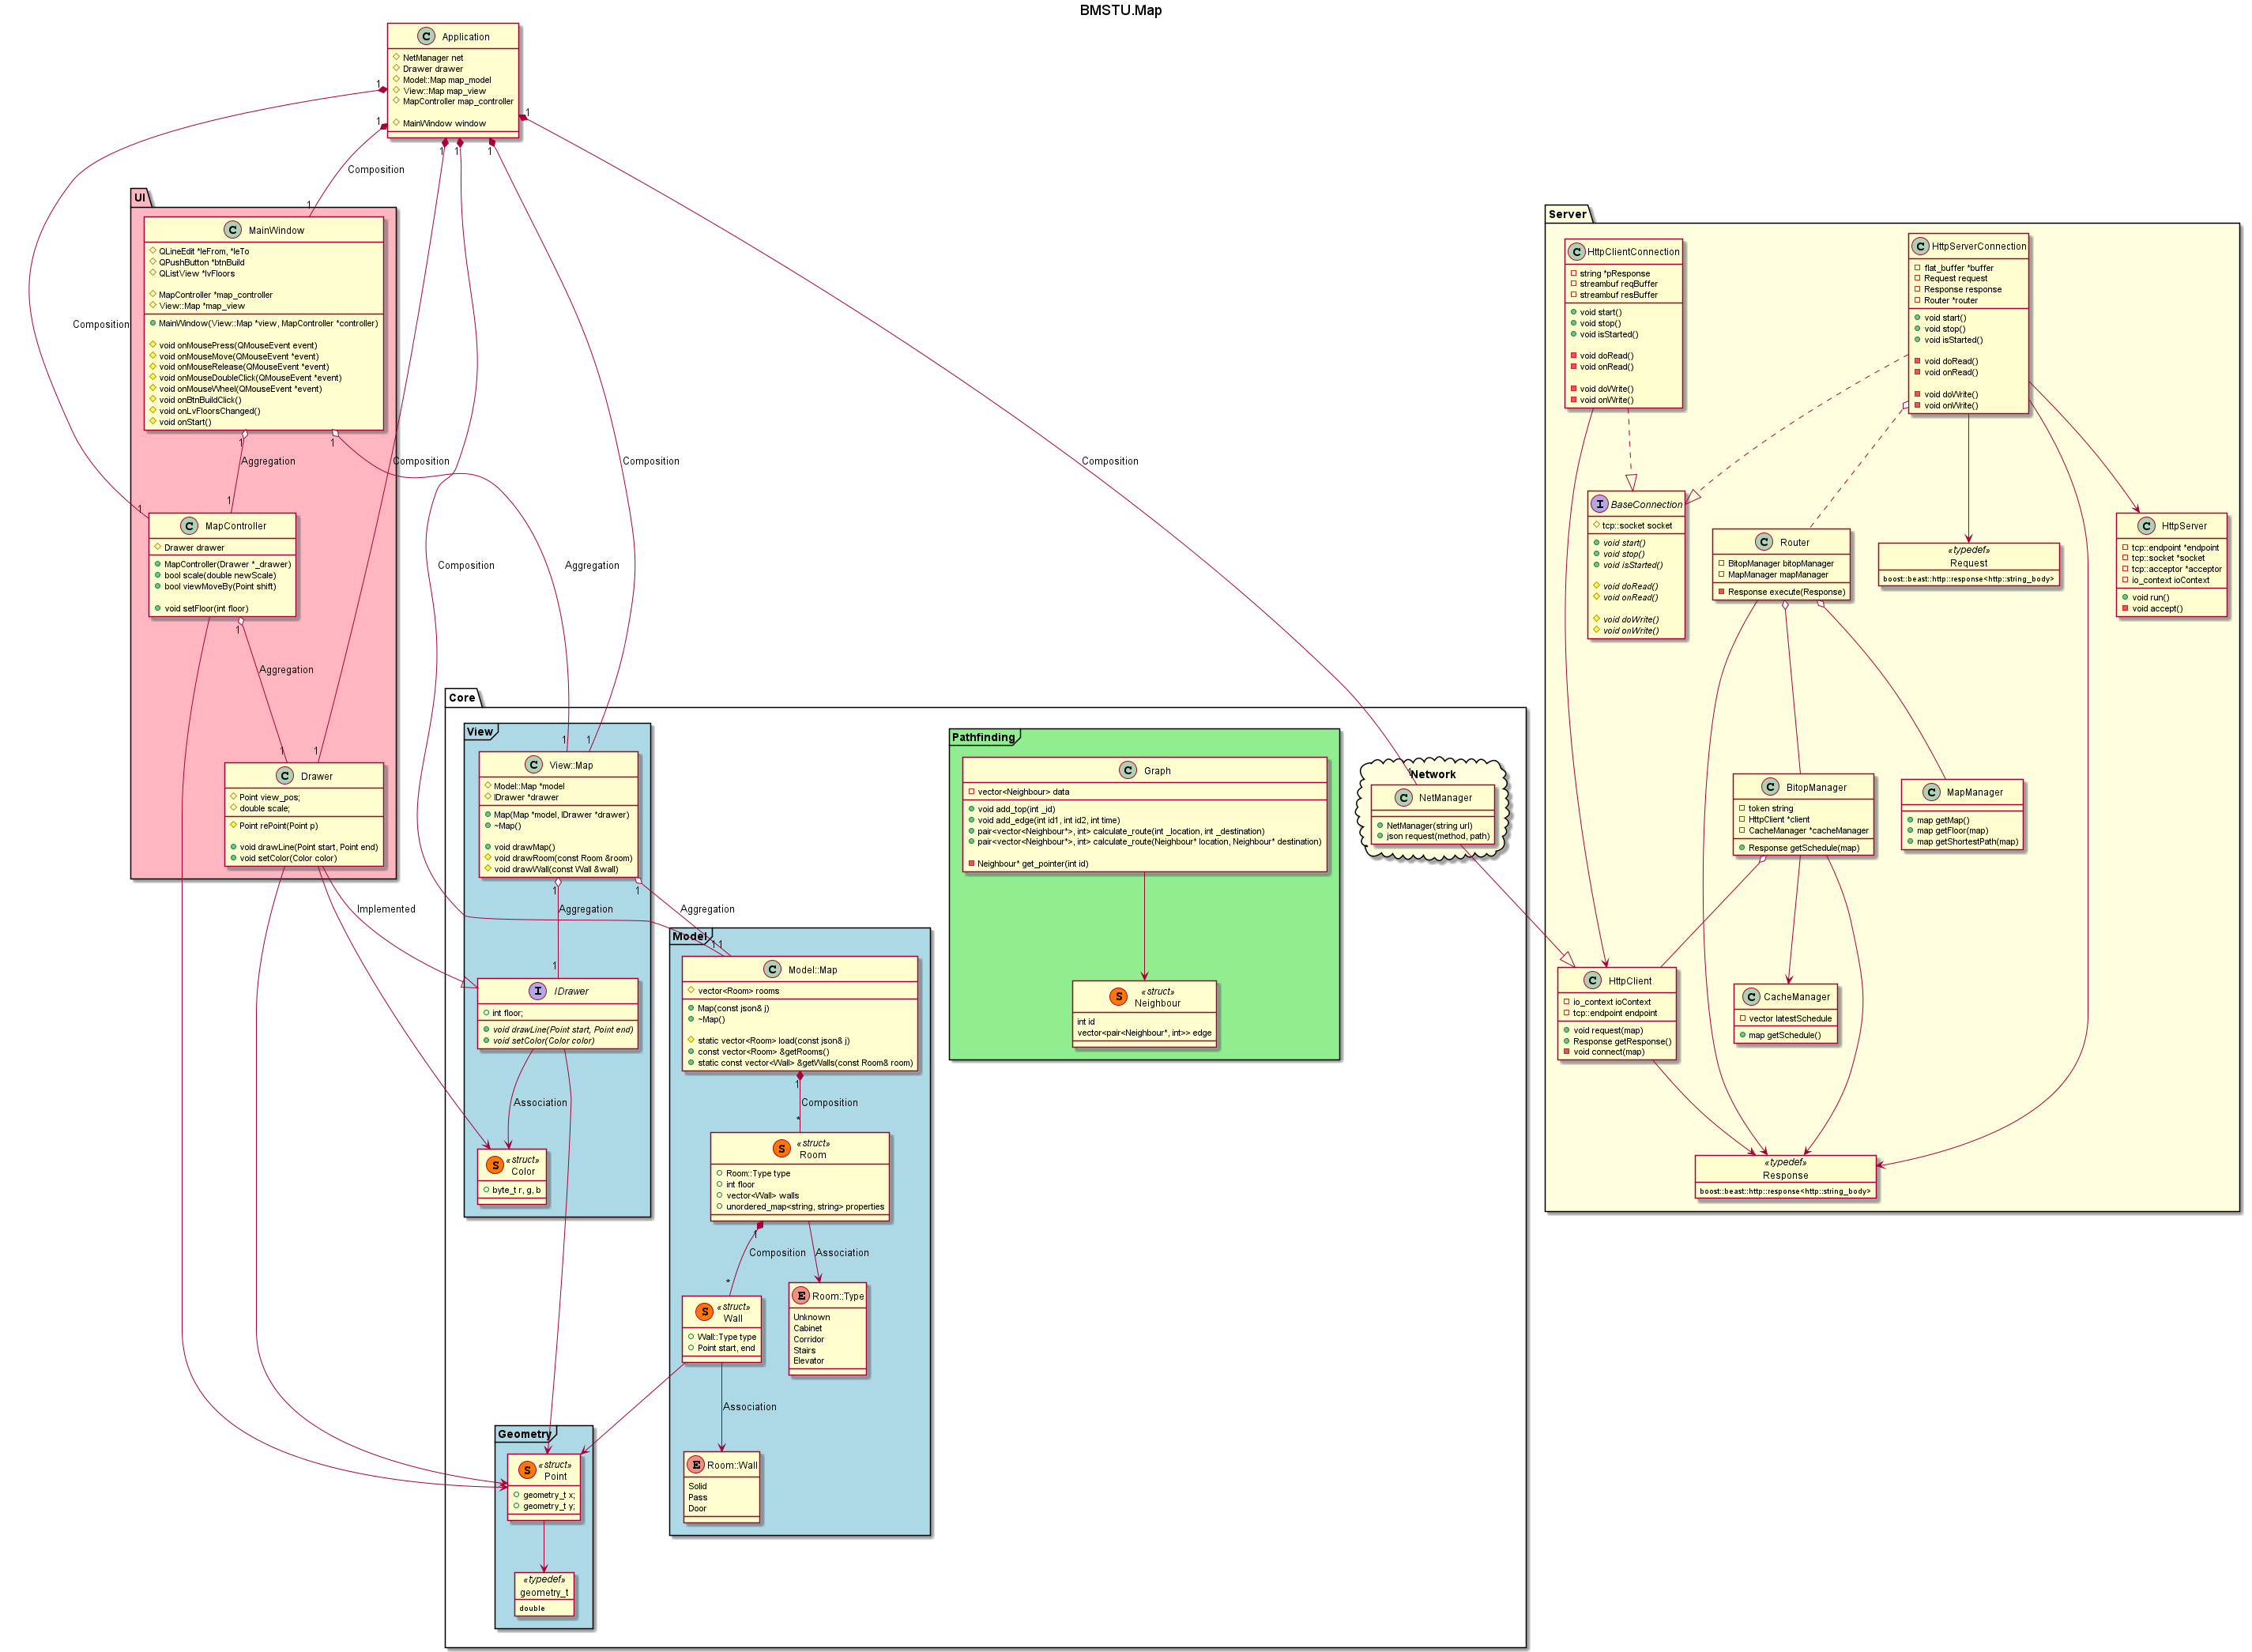 BMSTU.Map
C Application
NetManager net
Drawer drawer
Model::Map map_model
View::Map map_view
MapController map_controller
MainWindow window
1
1
1
1
1
1
Composition
1
UI
C MainWindow
QLineEdit *leFrom, *leTo
QPushButton *btnBuild
QListView *lvFloors
MapController *map_controller
View::Map *map_view
MainWindow(View::Map *view, MapController *controller)
void onMousePress(QMouseEvent event)
void onMouseMove(QMouseEvent *event)
void onMouseRelease(QMouseEvent *event)
void onMouseDoubleClick(QMouseEvent *event)
void onMouseWheel(QMouseEvent *event)
void onBtnBuildClick()
void onLvFloorsChanged()
void onStart()
Composition
1
1
Aggregation
Composition
Composition
Composition
Composition
Aggregation
1
1
C MapController
Drawer drawer
MapController(Drawer *_drawer)
bool scale(double newScale)
bool viewMoveBy(Point shift)
void setFloor(int floor)
1
Aggregation
1
1
C Drawer
Point view_pos;
double scale;
Point rePoint(Point p)
void drawLine(Point start, Point end)
void setColor(Color color)
Implemented
Core
View
1
1
C View::Map
Model::Map *model
IDrawer *drawer
Map(Map *model, IDrawer *drawer)
~Map()
void drawMap()
void drawRoom(const Room &room)
void drawWall(const Wall &wall)
1
1
Aggregation
Aggregation
1
I IDrawer
int floor;
void drawLine(Point start, Point end)
void setColor(Color color)
Association
S «struct»
Color
byte_t r, g, b
Model
1
1
C Model::Map
vector<Room> rooms
Map(const json& j)
~Map()
static vector<Room> load(const json& j)
const vector<Room> &getRooms()
static const vector<Wall> &getWalls(const Room& room)
1
Composition
*
S «struct»
Room
Room::Type type
int floor
vector<Wall> walls
unordered_map<string, string> properties
1
Composition
Association
*
S «struct»
Wall
Wall::Type type
Point start, end
E Room::Type
Unknown
Cabinet
Corridor
Stairs
Elevator
Association
E Room::Wall
Solid
Pass
Door
Geometry
S «struct»
Point
geometry_t x;
geometry_t y;
«typedef»
geometry_t
double
Pathfinding
C Graph
vector<Neighbour> data
void add_top(int _id)
void add_edge(int id1, int id2, int time)
pair<vector<Neighbour*>, int> calculate_route(int _location, int _destination)
pair<vector<Neighbour*>, int> calculate_route(Neighbour* location, Neighbour* destination)
Neighbour* get_pointer(int id)
S «struct»
Neighbour
int id
vector<pair<Neighbour*, int>> edge
Network
C NetManager
NetManager(string url)
json request(method, path)
Server
C HttpClientConnection
string *pResponse
streambuf reqBuffer
streambuf resBuffer
void start()
void stop()
void isStarted()
void doRead()
void onRead()
void doWrite()
void onWrite()
C HttpServerConnection
flat_buffer *buffer
Request request
Response response
Router *router
void start()
void stop()
void isStarted()
void doRead()
void onRead()
void doWrite()
void onWrite()
I BaseConnection
tcp::socket socket
void start()
void stop()
void isStarted()
void doRead()
void onRead()
void doWrite()
void onWrite()
C Router
BitopManager bitopManager
MapManager mapManager
Response execute(Response)
«typedef»
Request
boost::beast::http::response<http::string_body>
C HttpServer
tcp::endpoint *endpoint
tcp::socket *socket
tcp::acceptor *acceptor
io_context ioContext
void run()
void accept()
C BitopManager
token string
HttpClient *client
CacheManager *cacheManager
Response getSchedule(map)
C MapManager
map getMap()
map getFloor(map)
map getShortestPath(map)
C HttpClient
io_context ioContext
tcp::endpoint endpoint
void request(map)
Response getResponse()
void connect(map)
C CacheManager
vector latestSchedule
map getSchedule()
«typedef»
Response
boost::beast::http::response<http::string_body>